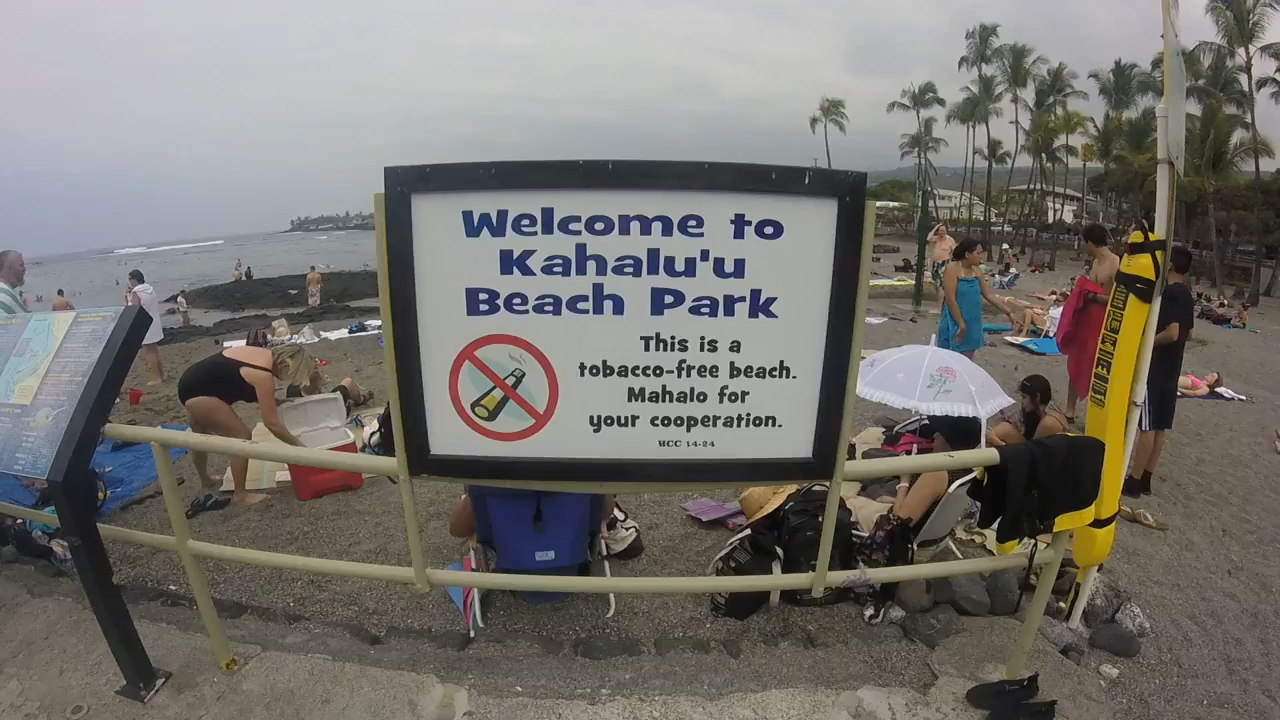 Welcome to
Kahalu'u
Beach Park
This is a
tobacco-free beach.
Mahalo for
your cooperation.
HCC 14-24